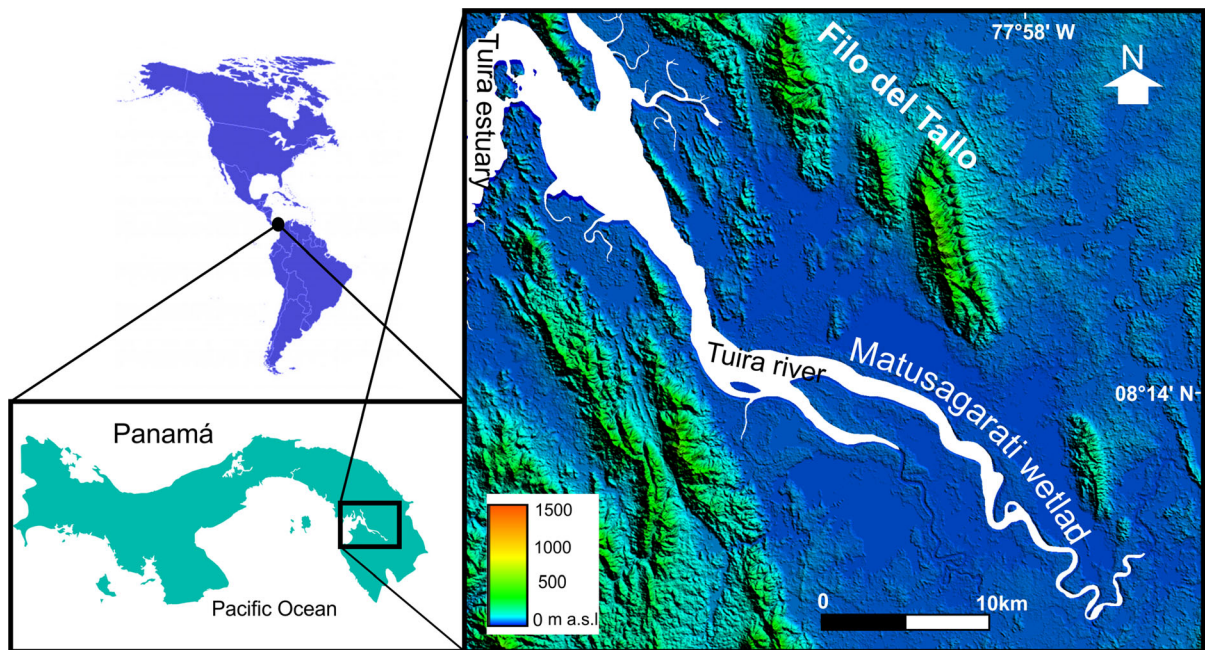 Panamá
Pacific Ocean
Tuira estuary
Filo del Tallo
77°58' W
N
Tuira river
Matusagarati wetlad
08°14' N
1500
1000
500
0 m a.s.l
0
10km